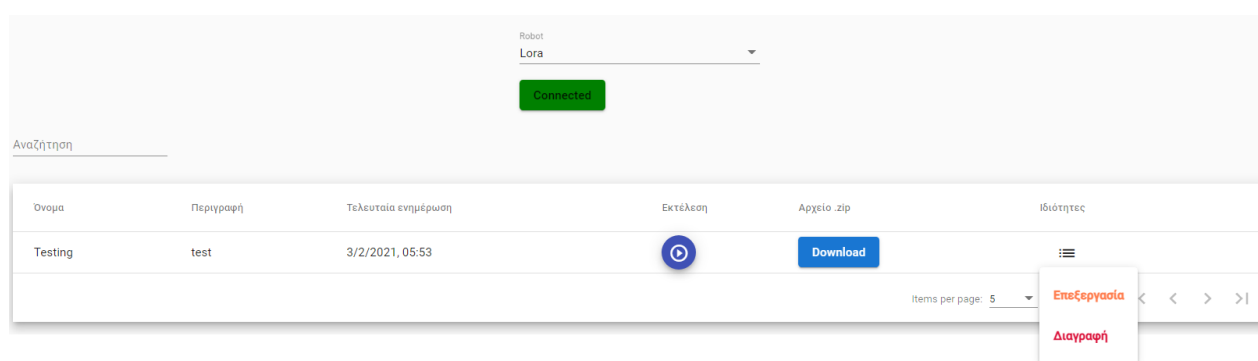 Robot
Lora
Connected
Αναζήτηση
Όνομα Περιγραφή Τελευταία ενημέρωση Εκτέλεση Αρχείο .zip Ιδιότητες
Testing test 3/2/2021, 05:53 Download
Items per page: 5
Επεξεργασία
Διαγραφή